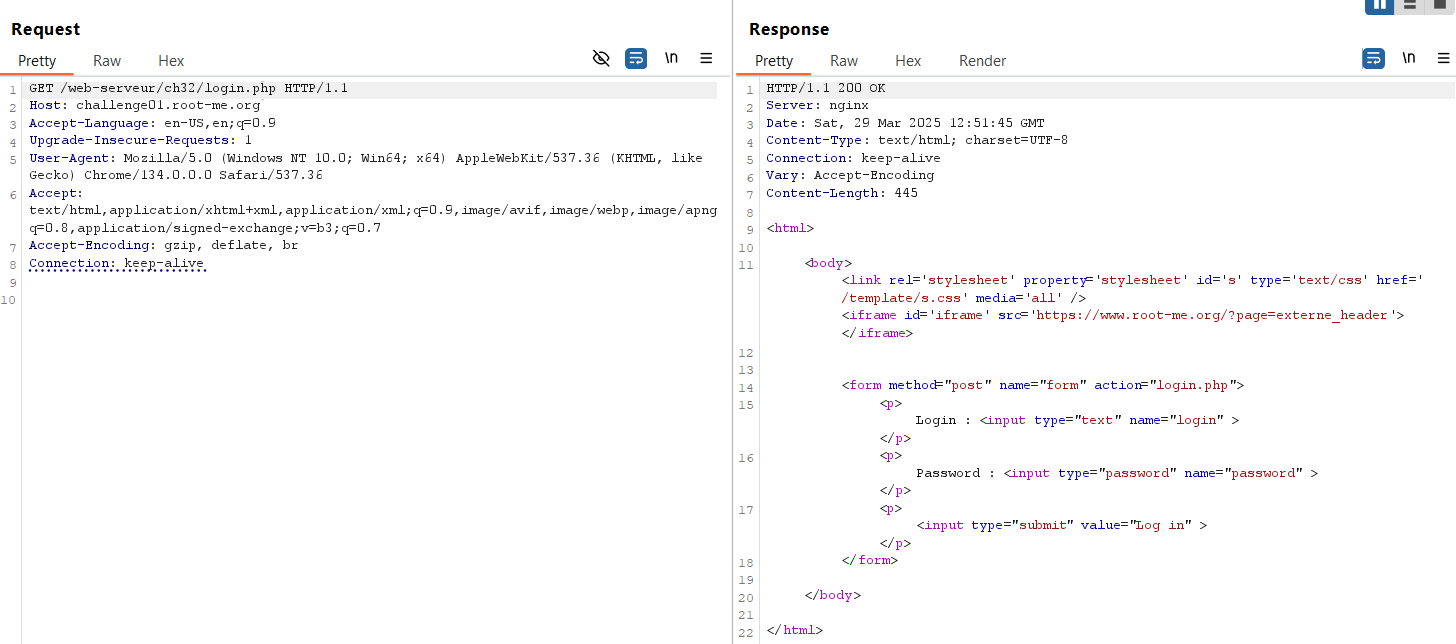 Request
Pretty Raw Hex
\n
1 GET /web-serveur/ch32/login.php HTTP/1.1
2 Host: challenge01.root-me.org
3 Accept-Language: en-US,en;q=0.9
4 Upgrade-Insecure-Requests: 1
5 User-Agent: Mozilla/5.0 (Windows NT 10.0; Win64; x64) AppleWebKit/537.36 (KHTML, like
Gecko) Chrome/134.0.0.0 Safari/537.36
6 Accept:
text/html,application/xhtml+xml,application/xml;q=0.9,image/avif,image/webp,image/apng
q=0.8,application/signed-exchange;v=b3;q=0.7
7 Accept-Encoding: gzip, deflate, br
8 Connection: keep-alive
9
10
Response
Pretty Raw Hex Render
\n
1 HTTP/1.1 200 OK
2 Server: nginx
3 Date: Sat, 29 Mar 2025 12:51:45 GMT
4 Content-Type: text/html; charset=UTF-8
5 Connection: keep-alive
6 Vary: Accept-Encoding
7 Content-Length: 445
8
9 <html>
10
11 <body>
<link rel='stylesheet' property='stylesheet' id='s' type='text/css' href='
/template/s.css' media='all' />
<iframe id='iframe' src='https://www.root-me.org/?page=externe_header'>
</iframe>
12
13
14 <form method="post" name="form" action="login.php">
15 <p>
Login : <input type="text" name="login" >
</p>
16 <p>
Password : <input type="password" name="password" >
</p>
17 <p>
<input type="submit" value="Log in" >
</p>
18 </form>
19
20 </body>
21
22 </html>